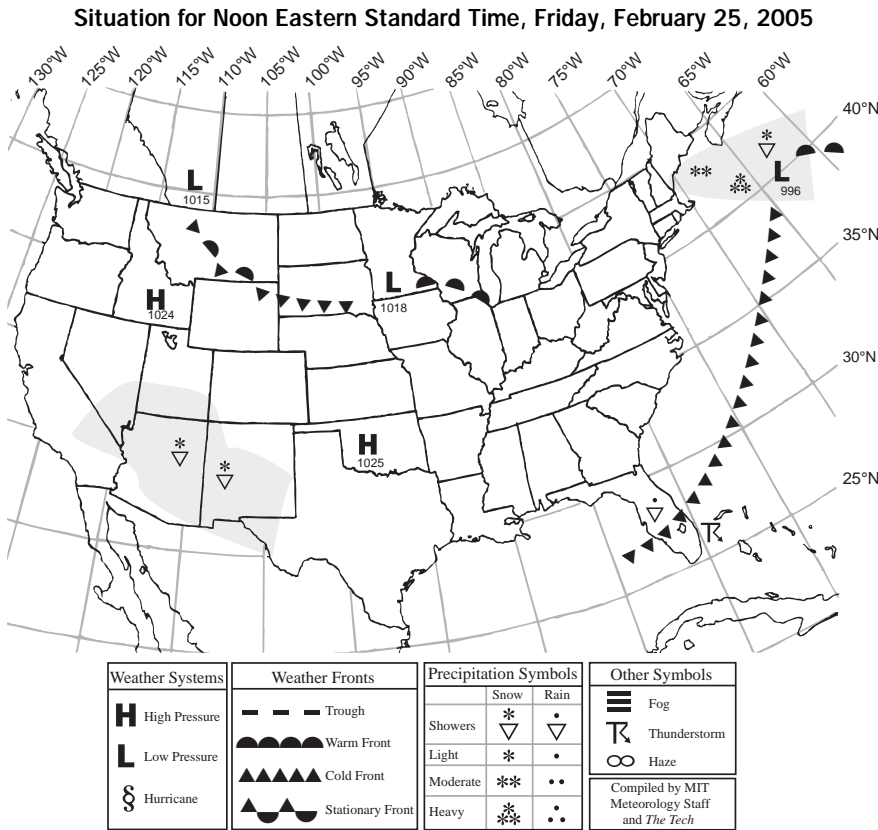 Situation for Noon Eastern Standard Time, Friday, February 25, 2005
130°W
125°W
120°W
115°W
110°W
105°W
100°W
95°W
90°W
85°W
80°W
75°W
70°W
65°W
60°W
40°N
35°N
30°N
25°N
L
1015
L
996
H
1024
L
1018
H
1025
Weather Systems
H High Pressure
L Low Pressure
§ Hurricane
Weather Fronts
Trough
Warm Front
Cold Front
Stationary Front
Precipitation Symbols
Snow Rain
Showers
Light
Moderate
Heavy
Other Symbols
Fog
Thunderstorm
Haze
Compiled by MIT
Meteorology Staff
and The Tech